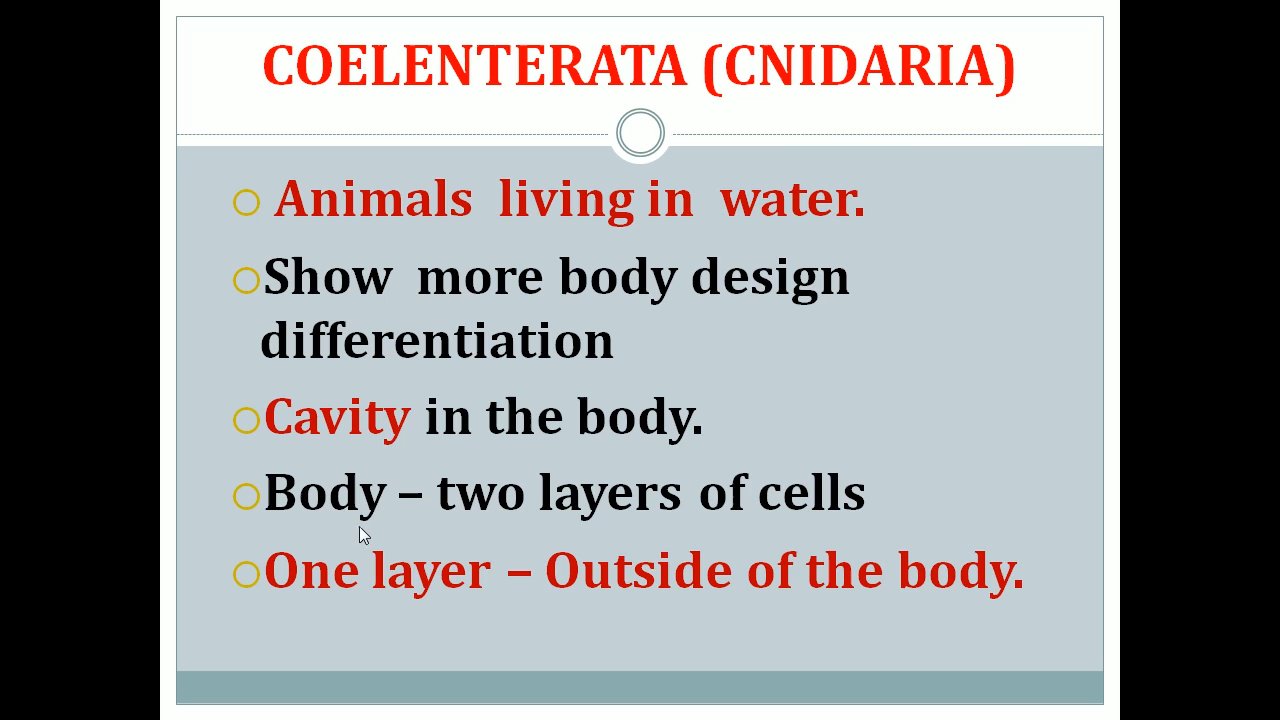 COELENTERATA (CNIDARIA)
Animals living in water.
Show more body design
differentiation
Cavity in the body.
Body – two layers of cells
One layer – Outside of the body.